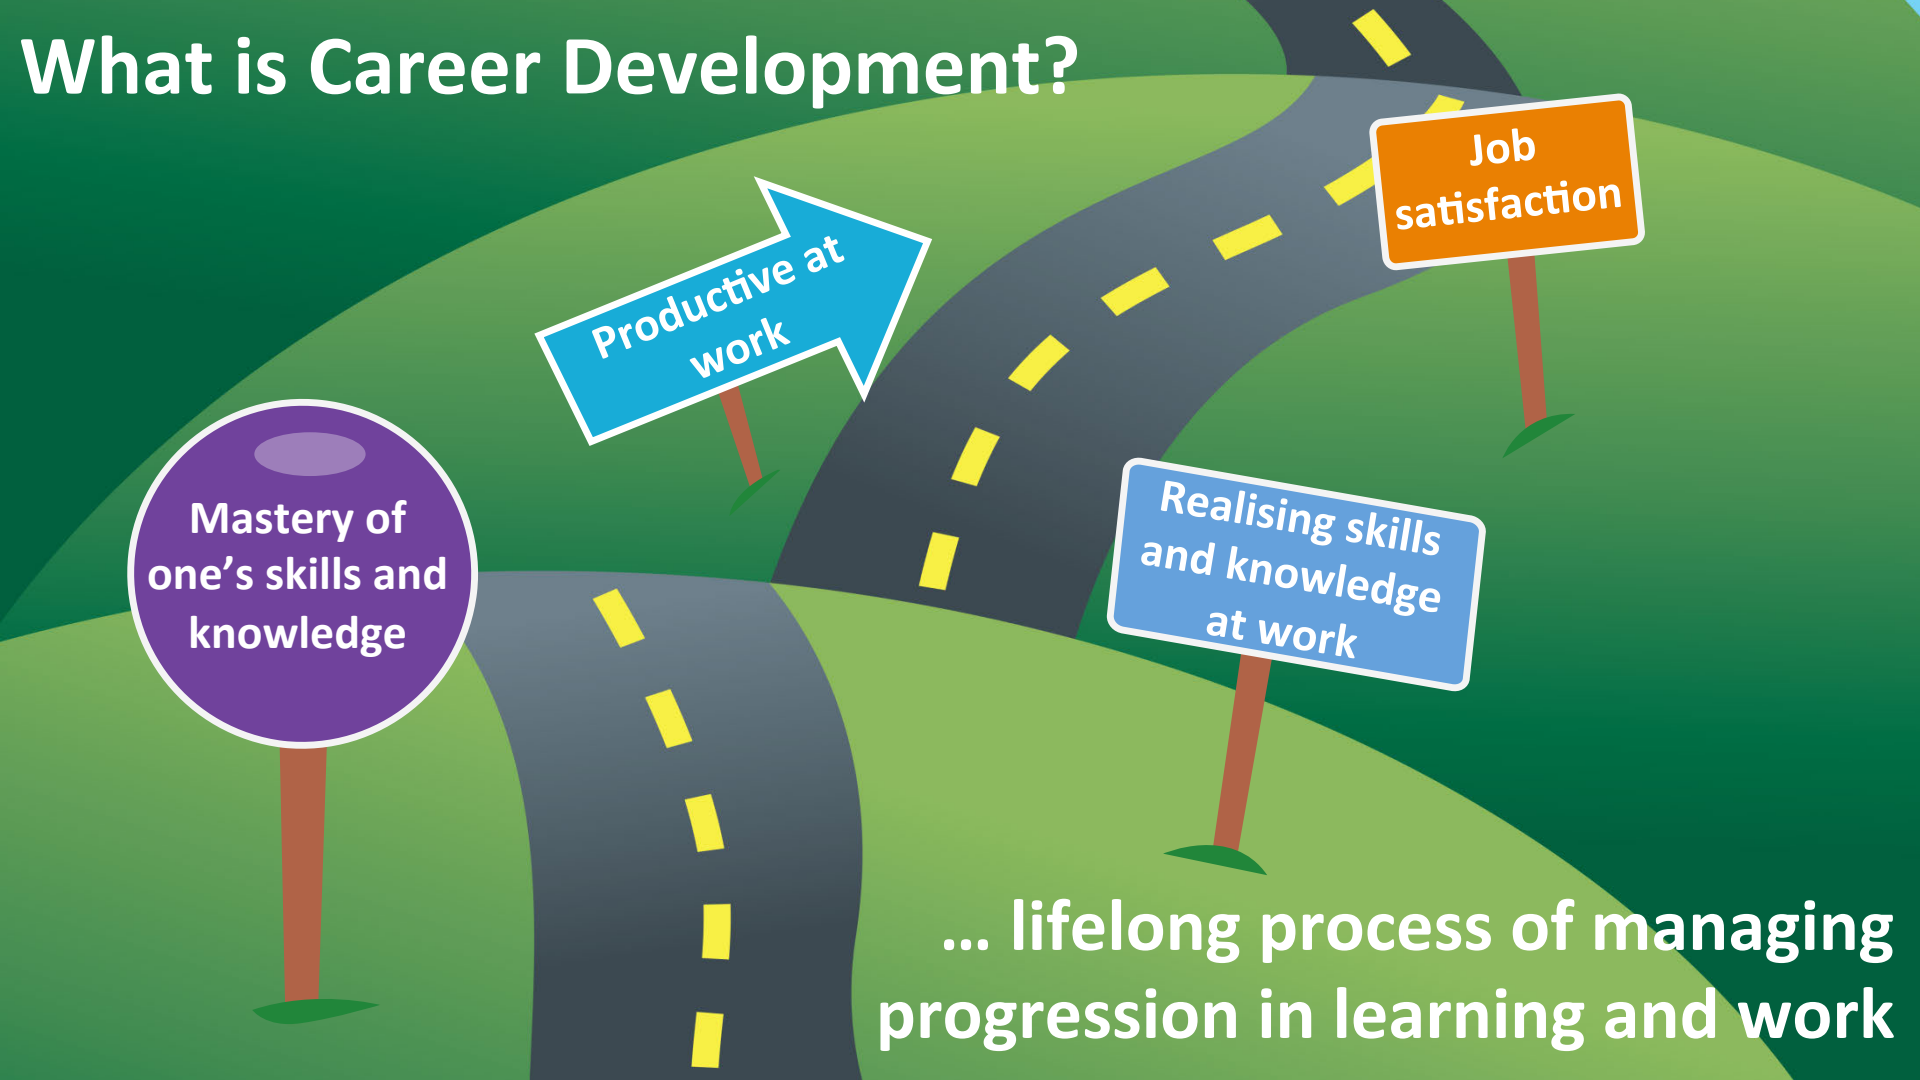 What is Career Development?
Job
satisfaction
Productive at
work
Mastery of
one’s skills and
knowledge
Realising skills
and knowledge
at work
... lifelong process of managing
progression in learning and work